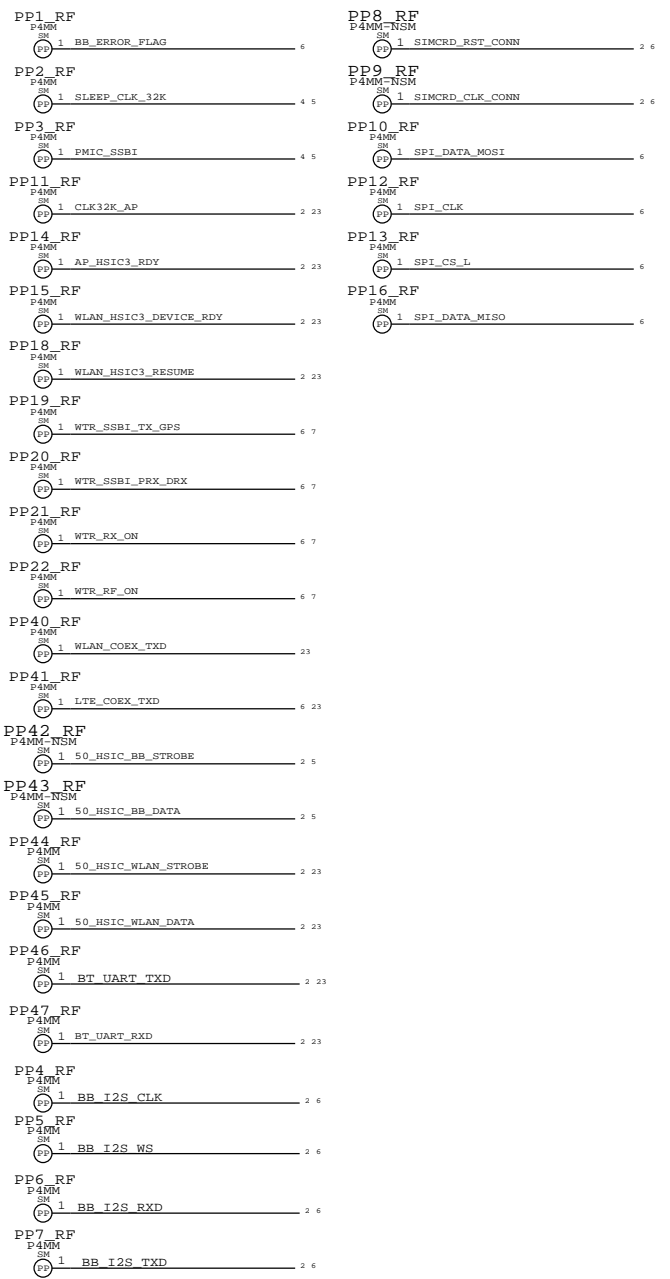 PP1_RF
P4MM
SM
PP 1 BB_ERROR_FLAG 6
PP2_RF
P4MM
SM
PP 1 SLEEP_CLK_32K 4 5
PP3_RF
P4MM
SM
PP 1 PMIC_SSBI 4 5
PP11_RF
P4MM
SM
PP 1 CLK32K_AP 2 23
PP14_RF
P4MM
SM
PP 1 AP_HSIC3_RDY 2 23
PP15_RF
P4MM
SM
PP 1 WLAN_HSIC3_DEVICE_RDY 2 23
PP18_RF
P4MM
SM
PP 1 WLAN_HSIC3_RESUME 2 23
PP19_RF
P4MM
SM
PP 1 WTR_SSBI_TX_GPS 6 7
PP20_RF
P4MM
SM
PP 1 WTR_SSBI_PRX_DRX 6 7
PP21_RF
P4MM
SM
PP 1 WTR_RX_ON 6 7
PP22_RF
P4MM
SM
PP 1 WTR_RF_ON 6 7
PP40_RF
P4MM
SM
PP 1 WLAN_COEX_TXD 23
PP41_RF
P4MM
SM
PP 1 LTE_COEX_TXD 6 23
PP42_RF
P4MM-NSM
SM
PP 1 50_HSIC_BB_STROBE 2 5
PP43_RF
P4MM-NSM
SM
PP 1 50_HSIC_BB_DATA 2 5
PP44_RF
P4MM
SM
PP 1 50_HSIC_WLAN_STROBE 2 23
PP45_RF
P4MM
SM
PP 1 50_HSIC_WLAN_DATA 2 23
PP46_RF
P4MM
SM
PP 1 BT_UART_TXD 2 23
PP47_RF
P4MM
SM
PP 1 BT_UART_RXD 2 23
PP4_RF
P4MM
SM
PP 1 BB_I2S_CLK 2 6
PP5_RF
P4MM
SM
PP 1 BB_I2S_WS 2 6
PP6_RF
P4MM
SM
PP 1 BB_I2S_RXD 2 6
PP7_RF
P4MM
SM
PP 1 BB_I2S_TXD 2 6
PP8_RF
P4MM-NSM
SM
PP 1 SIMCRD_RST_CONN 2 6
PP9_RF
P4MM-NSM
SM
PP 1 SIMCRD_CLK_CONN 2 6
PP10_RF
P4MM
SM
PP 1 SPI_DATA_MOSI 6
PP12_RF
P4MM
SM
PP 1 SPI_CLK 6
PP13_RF
P4MM
SM
PP 1 SPI_CS_L 6
PP16_RF
P4MM
SM
PP 1 SPI_DATA_MISO 6